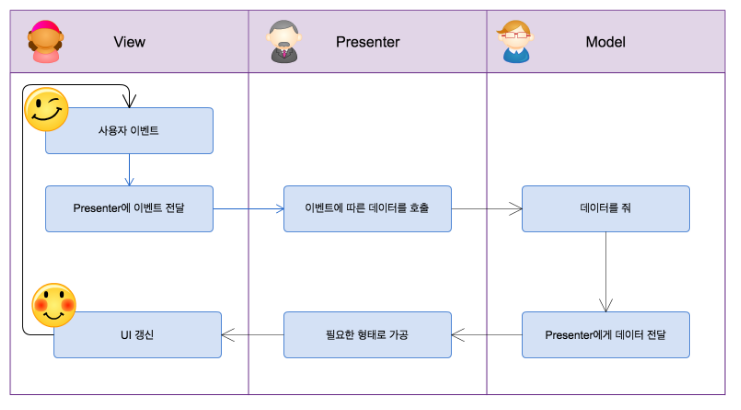 View
Presenter
Model
사용자 이벤트
Presenter에 이벤트 전달
이벤트에 따른 데이터를 호출
데이터를 줘
UI 갱신
필요한 형태로 가공
Presenter에게 데이터 전달